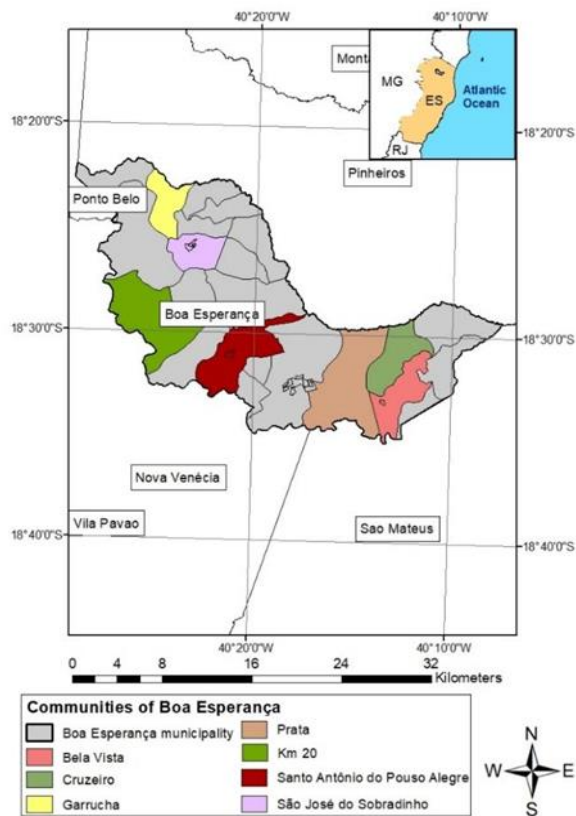 40°20'0"W
40°10'0"W
Mont
MG
ES
Atlantic
Ocean
RJ
18°20'0"S
18°20'0"S
Pinheiros
Ponto Belo
Boa Esperança
18°30'0"S
18°30'0"S
Nova Venécia
Vila Pavao
Sao Mateus
18°40'0"S
18°40'0"S
40°20'0"W
40°10'0"W
0 4 8 16 24 32
Kilometers
Communities of Boa Esperança
Boa Esperança municipality
Bela Vista
Cruzeiro
Garrucha
Prata
Km 20
Santo Antônio do Pouso Alegre
São José do Sobradinho
N
W E
S